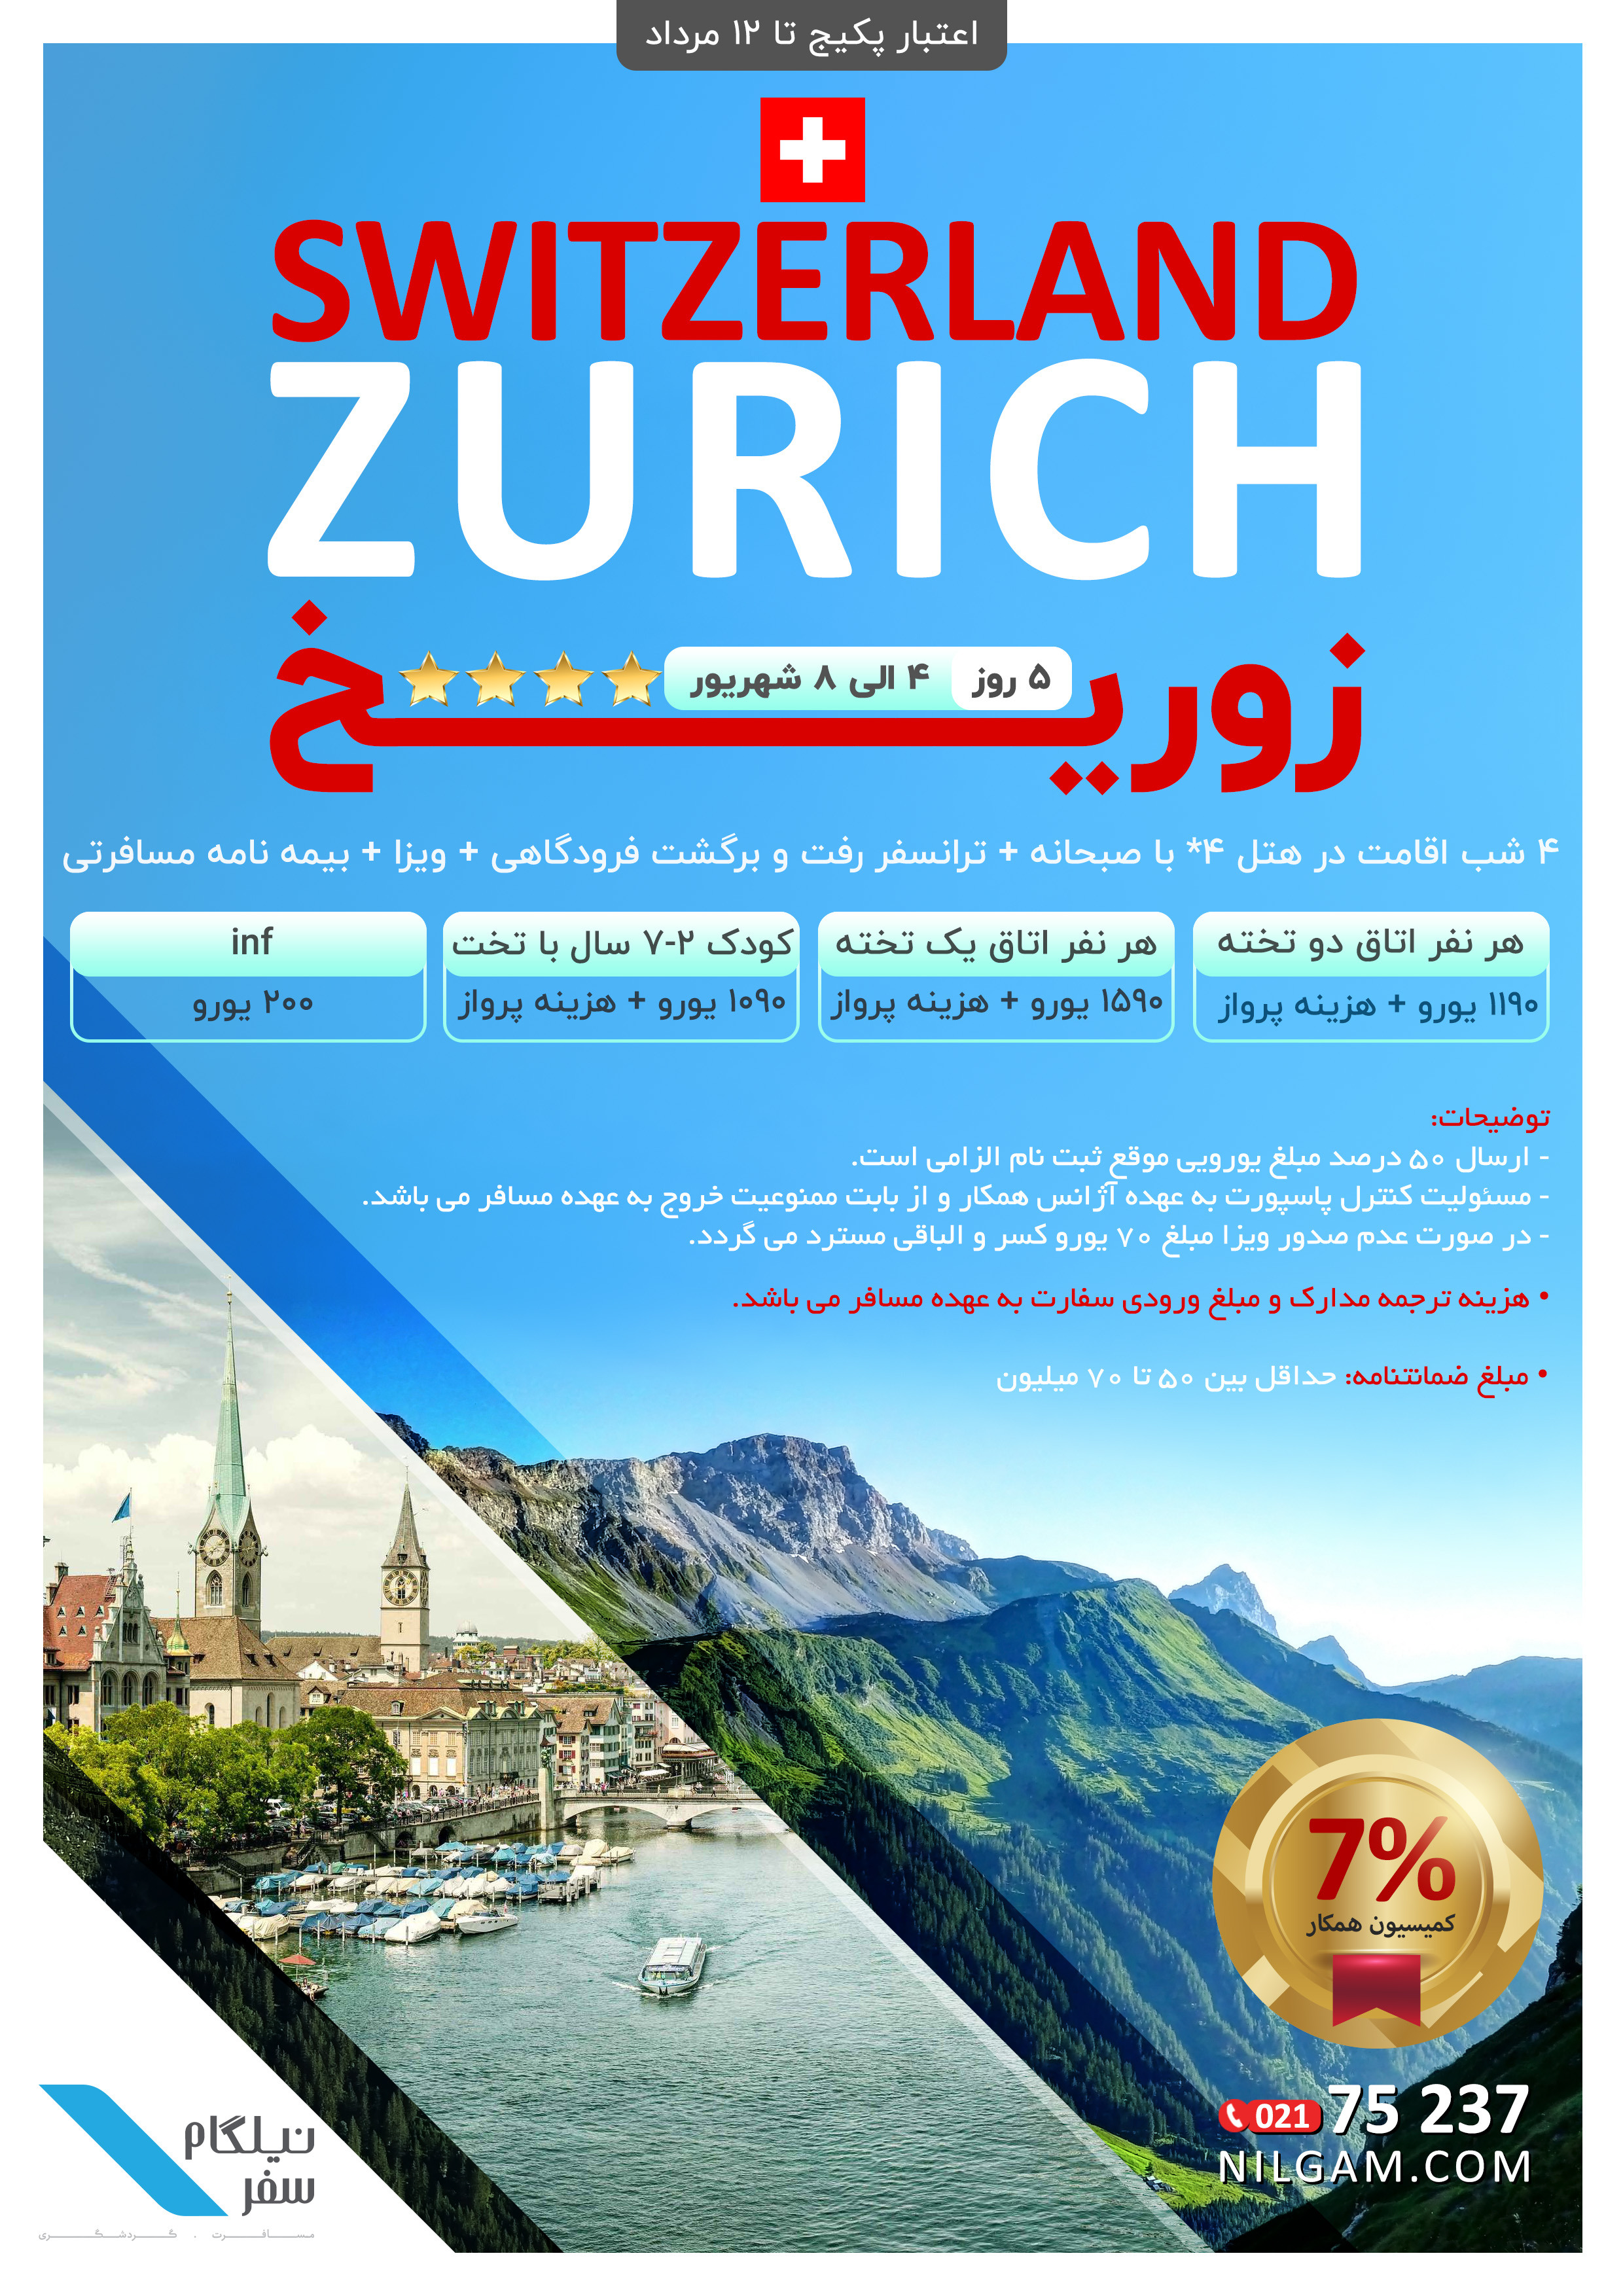 اعتبار پکیج تا ۱۲ مرداد
SWITZERLAND
ZURICH
زوریخ
۵ روز ۴ الی ۸ شهریور
۴ شب اقامت در هتل ۴* با صبحانه + ترانسفر رفت و برگشت فرودگاهی + ویزا + بیمه نامه مسافرتی
هر نفر اتاق دو تخته
۱۱۹۰ یورو + هزینه پرواز
هر نفر اتاق یک تخته
۱۵۹۰ یورو + هزینه پرواز
کودک ۲-۷ سال با تخت
۱۰۹۰ یورو + هزینه پرواز
inf
۲۰۰ یورو
توضیحات:
- ارسال ۵۰ درصد مبلغ یورویی موقع ثبت نام الزامی است.
- مسئولیت کنترل پاسپورت به عهده آژانس همکار و از بابت ممنوعیت خروج به عهده مسافر می باشد.
- در صورت عدم صدور ویزا مبلغ ۷۰ یورو کسر و الباقی مسترد می گردد.
• هزینه ترجمه مدارک و مبلغ ورودی سفارت به عهده مسافر می باشد.
• مبلغ ضمانتنامه: حداقل بین ۵۰ تا ۷۰ میلیون
7%
کمیسیون همکار
021 75 237
NILGAM.COM
نیلگام
سفر
مسافرت . گردشگری